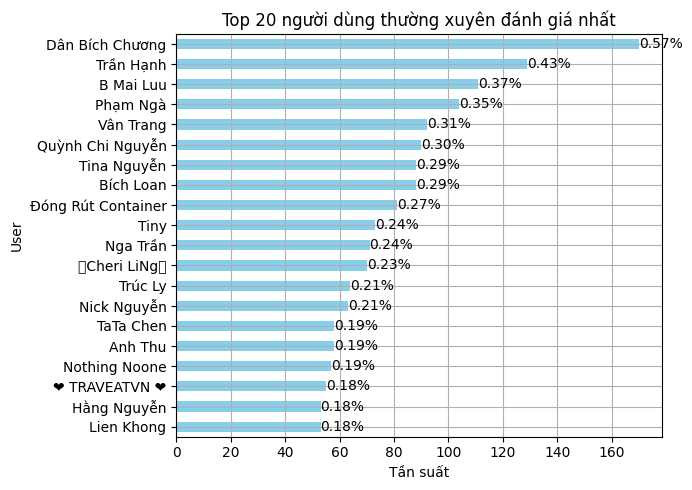 Top 20 người dùng thường xuyên đánh giá nhất
Dân Bích Chương 0.57%
Trần Hạnh 0.43%
B Mai Luu 0.37%
Phạm Ngà 0.35%
Vân Trang 0.31%
Quỳnh Chi Nguyễn 0.30%
Tina Nguyễn 0.29%
Bích Loan 0.29%
Đóng Rút Container 0.27%
Tiny 0.24%
Nga Trần 0.24%
▯Cheri LiNg▯ 0.23%
Trúc Ly 0.21%
Nick Nguyễn 0.21%
TaTa Chen 0.19%
Anh Thu 0.19%
Nothing Noone 0.19%
❤ TRAVEATVN ❤ 0.18%
Hằng Nguyễn 0.18%
Lien Khong 0.18%
User
0 20 40 60 80 100 120 140 160
Tần suất